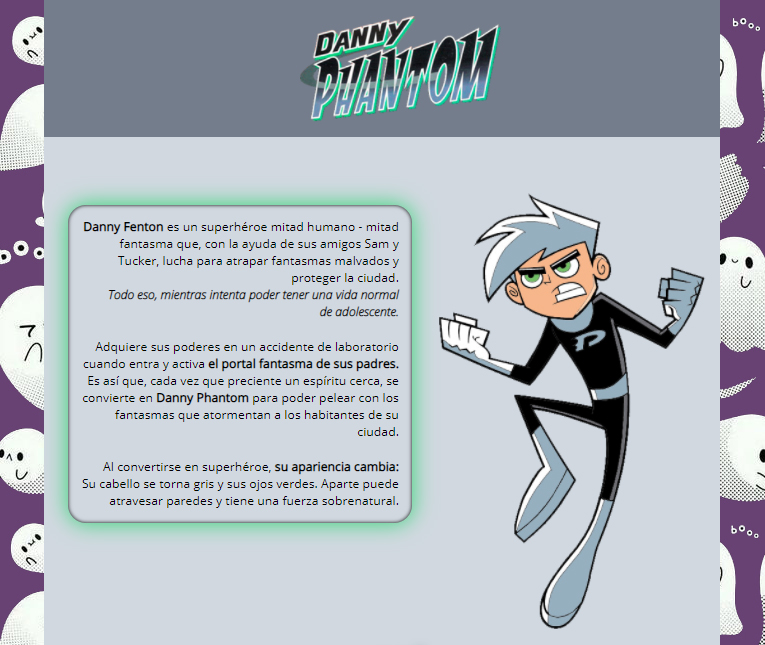 booo
DANNY
PHANTOM
Danny Fenton es un superhéroe mitad humano - mitad
fantasma que, con la ayuda de sus amigos Sam y
Tucker, lucha para atrapar fantasmas malvados y
proteger la ciudad.
Todo eso, mientras intenta poder tener una vida normal
de adolescente.
Adquiere sus poderes en un accidente de laboratorio
cuando entra y activa el portal fantasma de sus padres.
Es así que, cada vez que preciente un espíritu cerca, se
convierte en Danny Phantom para poder pelear con los
fantasmas que atormentan a los habitantes de su
ciudad.
Al convertirse en superhéroe, su apariencia cambia:
Su cabello se torna gris y sus ojos verdes. Aparte puede
atravesar paredes y tiene una fuerza sobrenatural.
booo